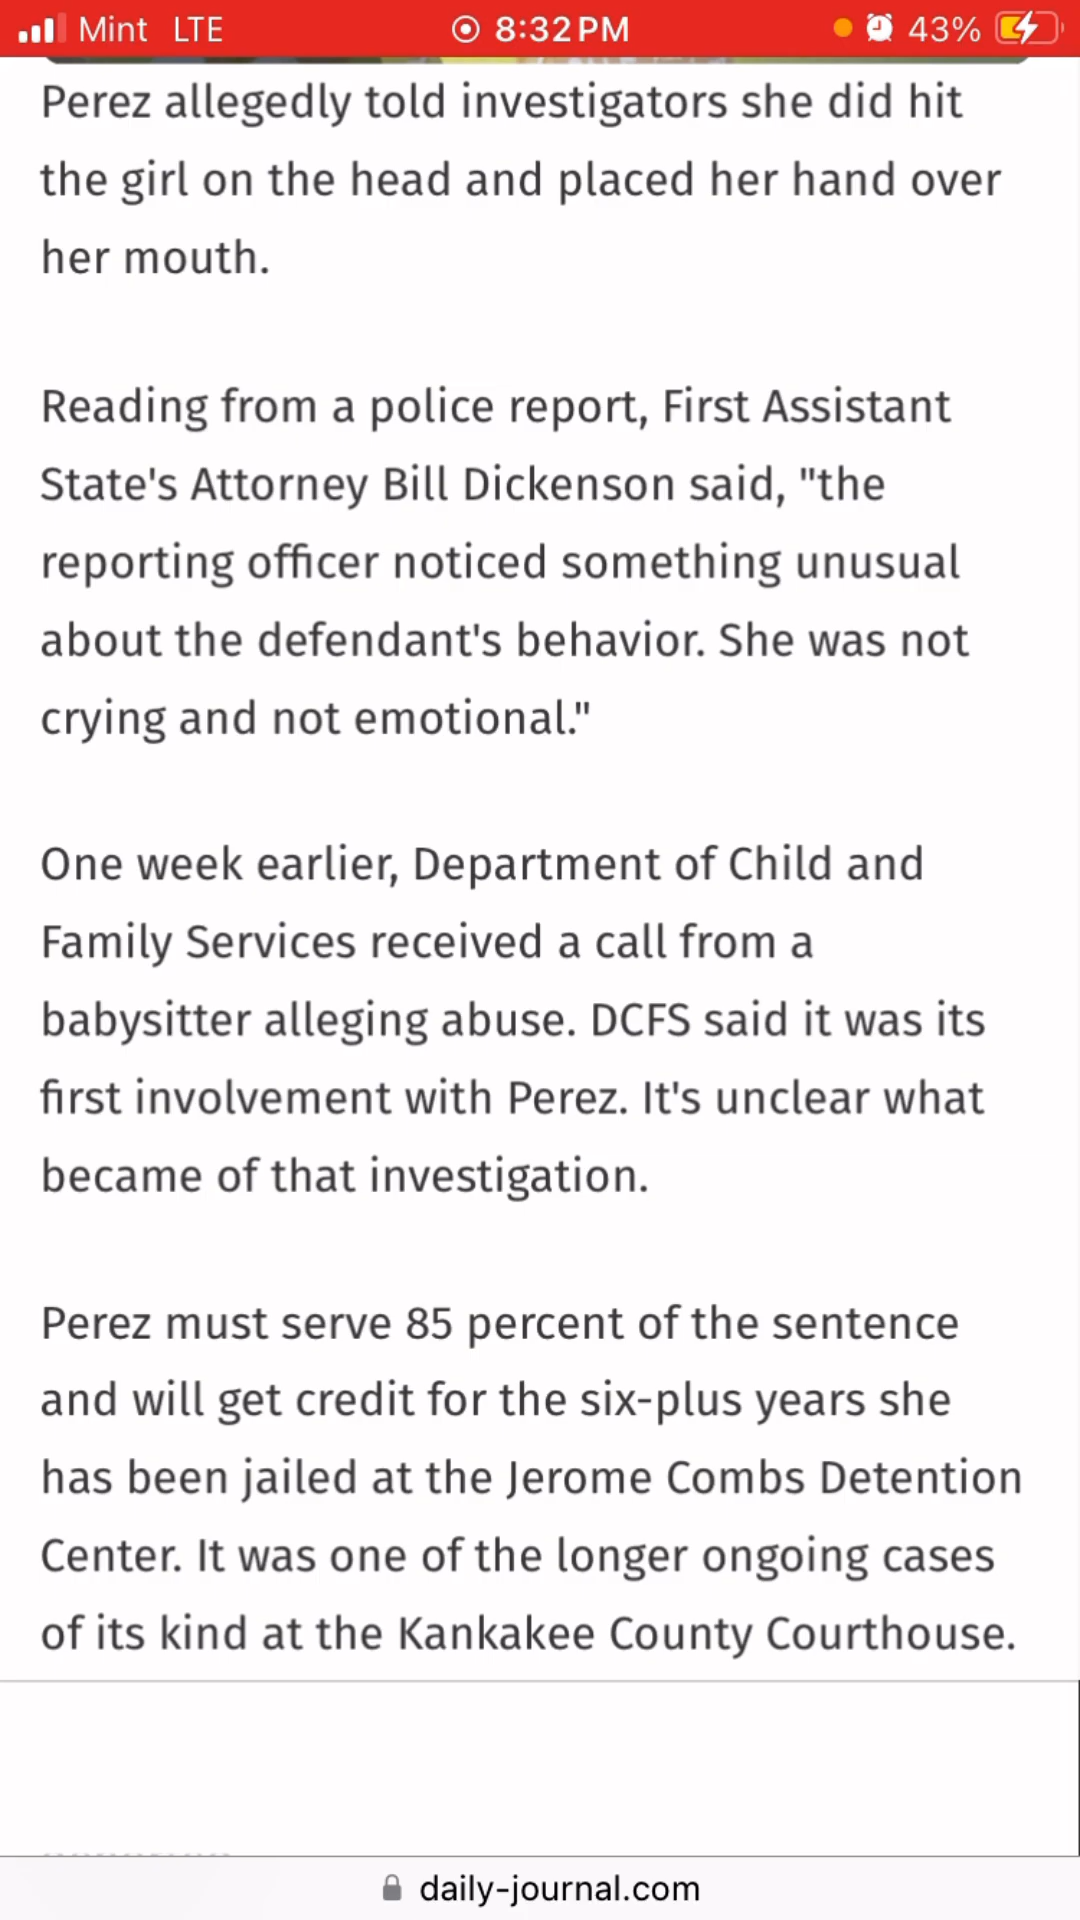 Mint LTE 8:32 PM 43%
Perez allegedly told investigators she did hit
the girl on the head and placed her hand over
her mouth.
Reading from a police report, First Assistant
State's Attorney Bill Dickenson said, "the
reporting officer noticed something unusual
about the defendant's behavior. She was not
crying and not emotional."
One week earlier, Department of Child and
Family Services received a call from a
babysitter alleging abuse. DCFS said it was its
first involvement with Perez. It's unclear what
became of that investigation.
Perez must serve 85 percent of the sentence
and will get credit for the six-plus years she
has been jailed at the Jerome Combs Detention
Center. It was one of the longer ongoing cases
of its kind at the Kankakee County Courthouse.
daily-journal.com